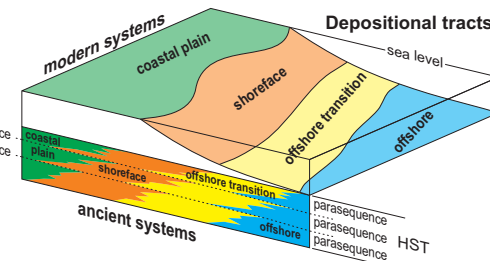 Depositional tracts
modern systems
coastal plain
sea level
shoreface
offshore transition
offshore
coastal
plain
shoreface
offshore transition
offshore
parasequence
parasequence
parasequence
HST
ancient systems